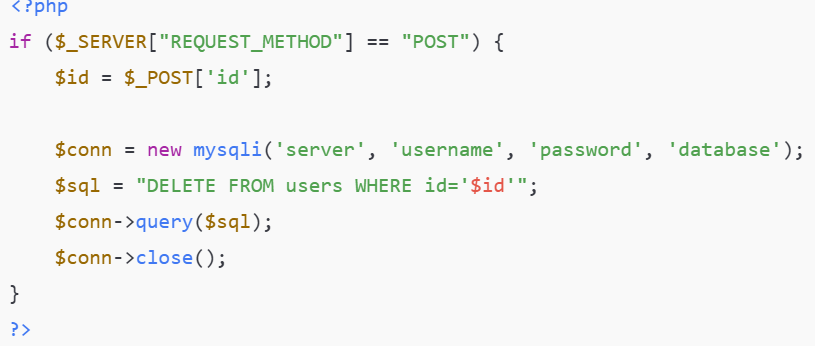 <?php
if ($_SERVER["REQUEST_METHOD"] == "POST") {
    $id = $_POST['id'];

    $conn = new mysqli('server', 'username', 'password', 'database');
    $sql = "DELETE FROM users WHERE id='$id'";
    $conn->query($sql);
    $conn->close();
}
?>